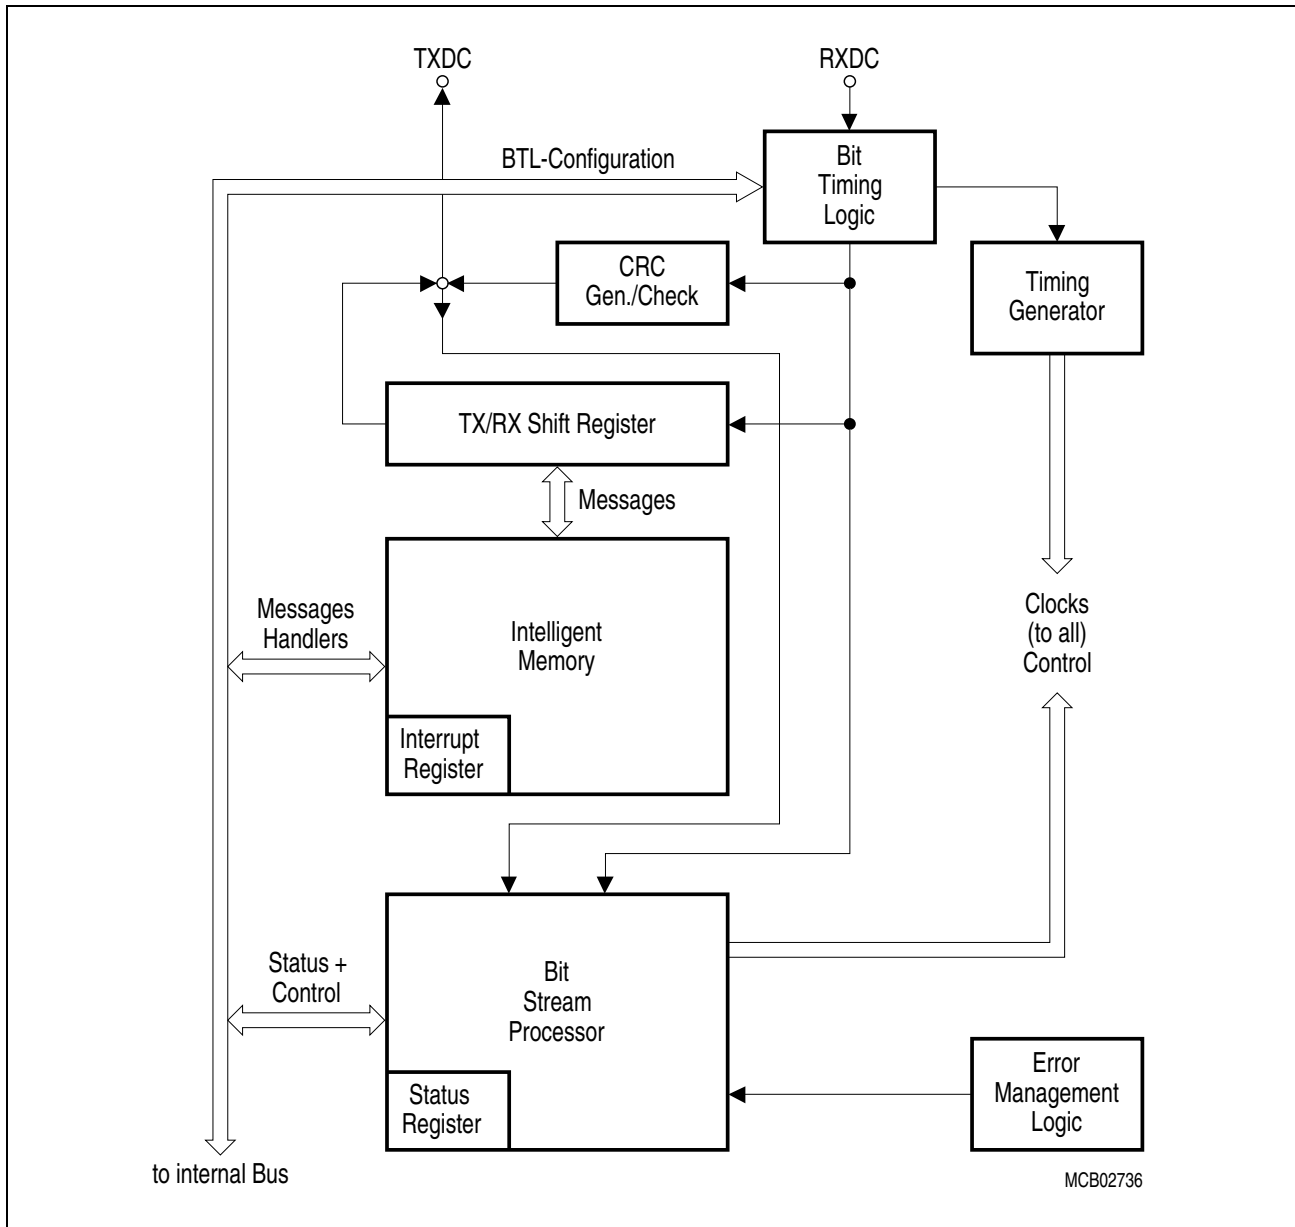 TXDC
RXDC
BTL-Configuration
Bit
Timing
Logic
CRC
Gen./Check
Timing
Generator
TX/RX Shift Register
Messages
Messages
Handlers
Intelligent
Memory
Clocks
(to all)
Control
Interrupt
Register
Status +
Control
Bit
Stream
Processor
Status
Register
Error
Management
Logic
to internal Bus
MCB02736